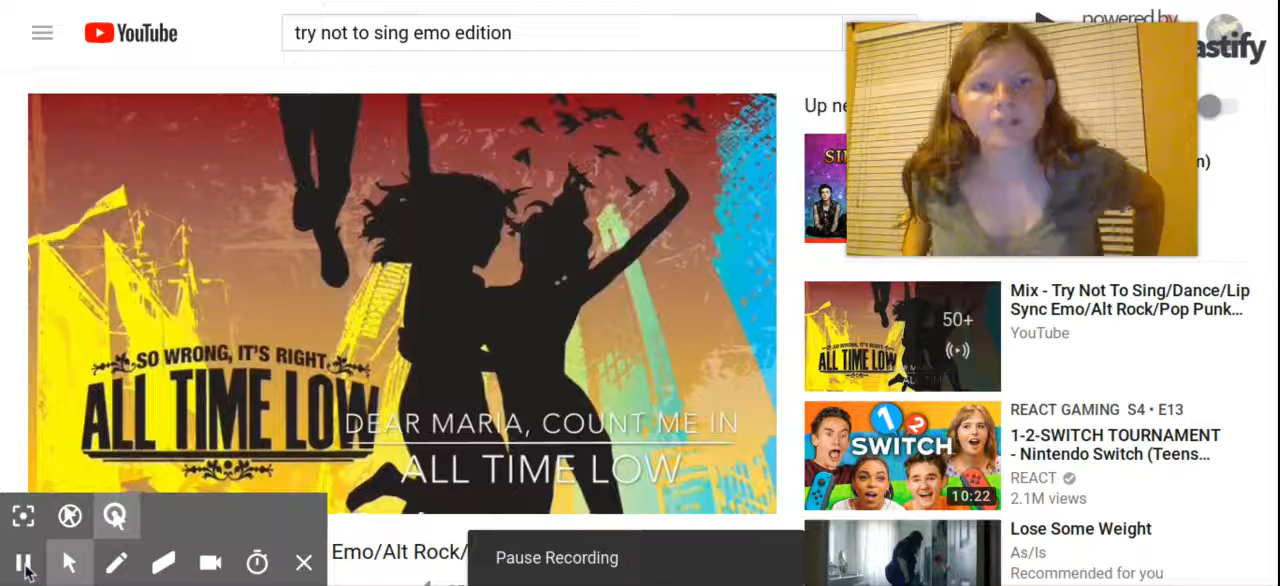 YouTube
try not to sing emo edition
powered by
astify
Up ne
SO WRONG, IT'S RIGHT
ALL TIME LOW
DEAR MARIA, COUNT ME IN
ALL TIME LOW
n)
Mix - Try Not To Sing/Dance/Lip
Sync Emo/Alt Rock/Pop Punk...
YouTube
50+
ALL TIME LOW
REACT GAMING S4 • E13
1-2-SWITCH TOURNAMENT
- Nintendo Switch (Teens...
REACT
2.1M views
1 2
SWITCH
10:22
Lose Some Weight
As/Is
Recommended for you
Emo/Alt Rock/
Pause Recording